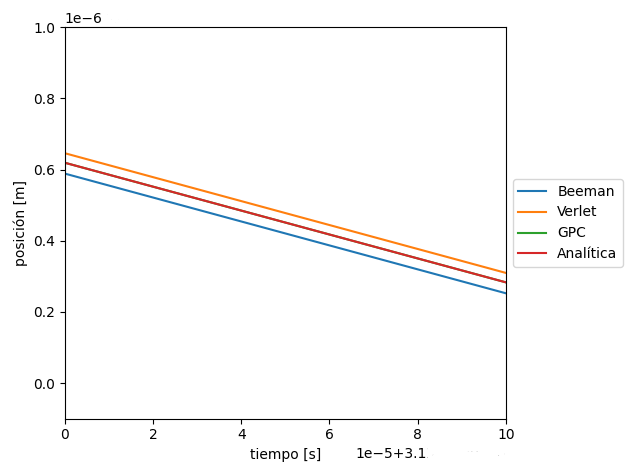 1e−6
1.0
0.8
0.6
0.4
0.2
0.0
posición [m]
0 2 4 6 8 10
tiempo [s] 1e−5+3.1
Beeman
Verlet
GPC
Analítica